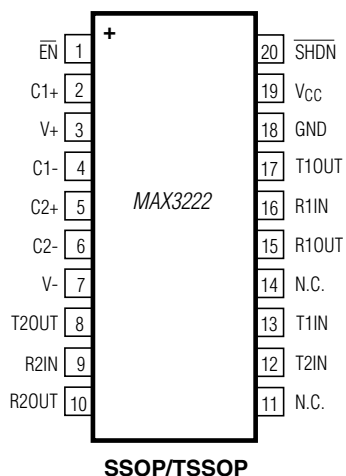 +
EN 1
C1+ 2
V+ 3
C1- 4
C2+ 5
C2- 6
V- 7
T2OUT 8
R2IN 9
R2OUT 10
MAX3222
20 SHDN
19 VCC
18 GND
17 T1OUT
16 R1IN
15 R1OUT
14 N.C.
13 T1IN
12 T2IN
11 N.C.
SSOP/TSSOP